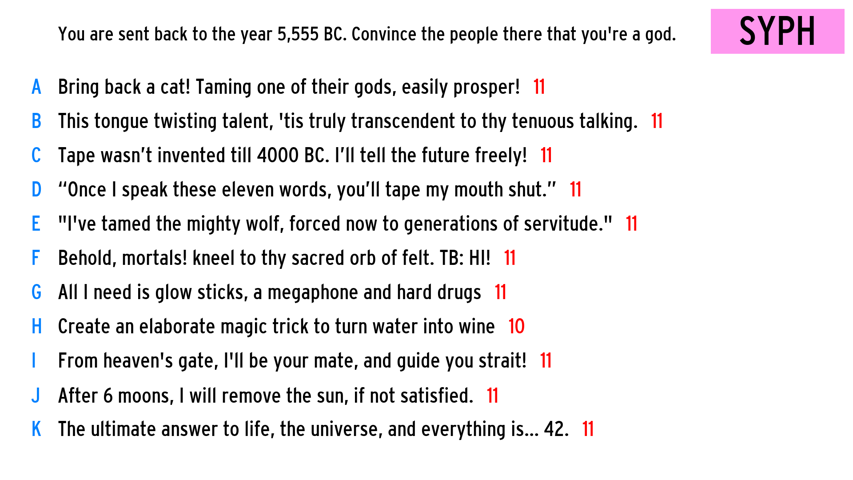 You are sent back to the year 5,555 BC. Convince the people there that you're a god.
SYPH
A Bring back a cat! Taming one of their gods, easily prosper! 11
B This tongue twisting talent, 'tis truly transcendent to thy tenuous talking. 11
C Tape wasn’t invented till 4000 BC. I’ll tell the future freely! 11
D “Once I speak these eleven words, you’ll tape my mouth shut.” 11
E "I've tamed the mighty wolf, forced now to generations of servitude." 11
F Behold, mortals! kneel to thy sacred orb of felt. TB: HI! 11
G All I need is glow sticks, a megaphone and hard drugs 11
H Create an elaborate magic trick to turn water into wine 10
I From heaven's gate, I'll be your mate, and guide you strait! 11
J After 6 moons, I will remove the sun, if not satisfied. 11
K The ultimate answer to life, the universe, and everything is... 42. 11